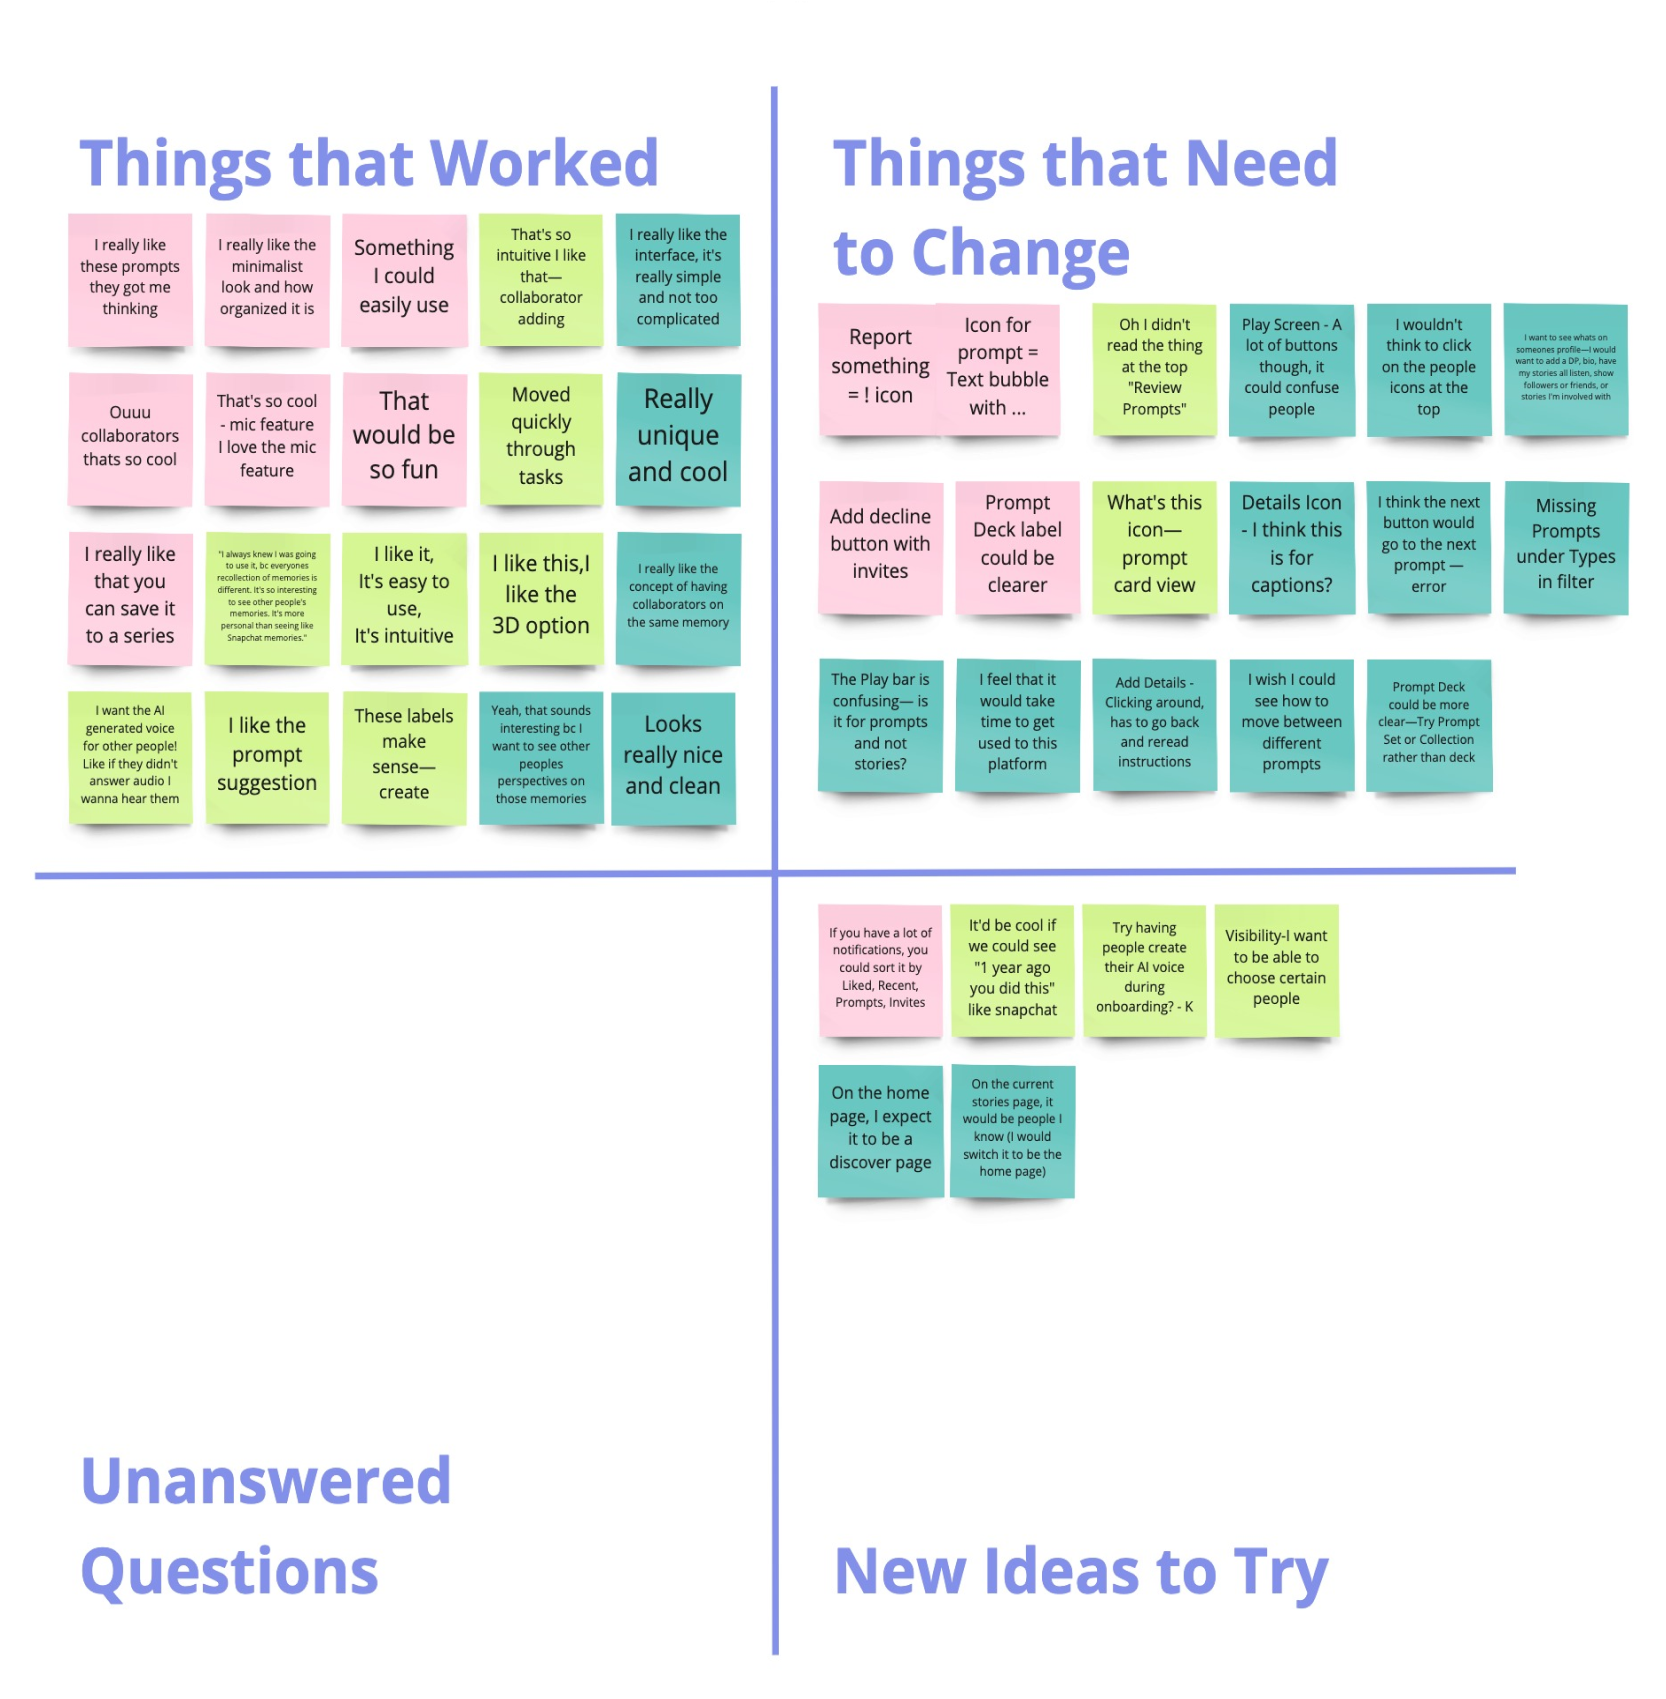 Things that Worked
I really like
these prompts
they got me
thinking
I really like the
minimalist
look and how
organized it is
Something
I could
easily use
That's so
intuitive I like
that—
collaborator
adding
I really like the
interface, it's
really simple
and not too
complicated
Ouuu
collaborators
thats so cool
That's so cool
- mic feature
I love the mic
feature
That
would be
so fun
Moved
quickly
through
tasks
Really
unique
and cool
I really like
that you
can save it
to a series
"I always knew I was going
to use it, bc everyones
recollection of memories is
different. It's so interesting
to see other people's
memories. It's more
personal than seeing like
Snapchat memories."
I like it,
It's easy to
use,
It's intuitive
I like this,I
like the
3D option
I really like the
concept of having
collaborators on
the same memory
I want the AI
generated voice
for other people!
Like if they didn't
answer audio I
wanna hear them
I like the
prompt
suggestion
These labels
make
sense—
create
Yeah, that sounds
interesting bc I
want to see other
peoples
perspectives on
those memories
Looks
really nice
and clean
Things that Need
to Change
Report
something
= ! icon
Icon for
prompt =
Text bubble
with ...
Oh I didn't
read the thing
at the top
"Review
Prompts"
Play Screen - A
lot of buttons
though, it
could confuse
people
I wouldn't
think to click
on the people
icons at the
top
I want to see whats on
someones profile—I would
want to add a DP, bio, have
my stories all listen, show
followers or friends, or
stories I'm involved with
Add decline
button with
invites
Prompt
Deck label
could be
clearer
What's this
icon—
prompt
card view
Details Icon
- I think this
is for
captions?
I think the next
button would
go to the next
prompt —
error
Missing
Prompts
under Types
in filter
The Play bar is
confusing— is
it for prompts
and not
stories?
I feel that it
would take
time to get
used to this
platform
Add Details -
Clicking around,
has to go back
and reread
instructions
I wish I could
see how to
move between
different
prompts
Prompt Deck
could be more
clear—Try Prompt
Set or Collection
rather than deck
Unanswered
Questions
If you have a lot of
notifications, you
could sort it by
Liked, Recent,
Prompts, Invites
It'd be cool if
we could see
"1 year ago
you did this"
like snapchat
Try having
people create
their AI voice
during
onboarding? - K
Visibility-I want
to be able to
choose certain
people
On the home
page, I expect
it to be a
discover page
On the current
stories page, it
would be people I
know (I would
switch it to be the
home page)
New Ideas to Try